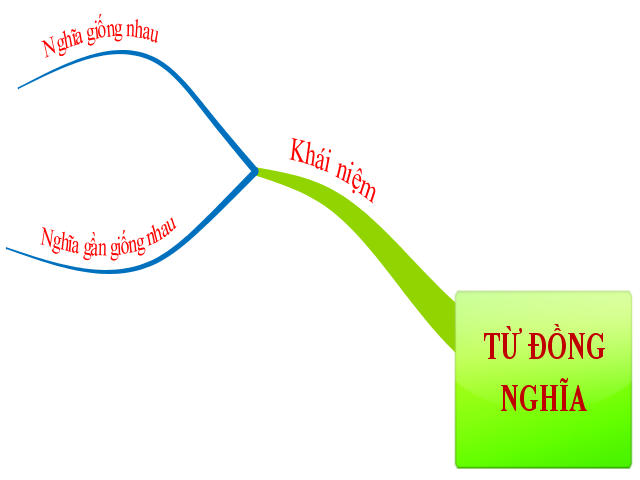 Nghĩa giống nhau
Khái niệm
Nghĩa gần giống nhau
TỪ ĐỒNG
NGHĨA